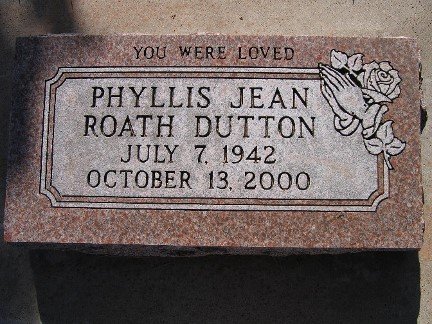 YOU WERE LOVED
PHYLLIS JEAN
ROATH DUTTON
JULY 7, 1942
OCTOBER 13, 2000